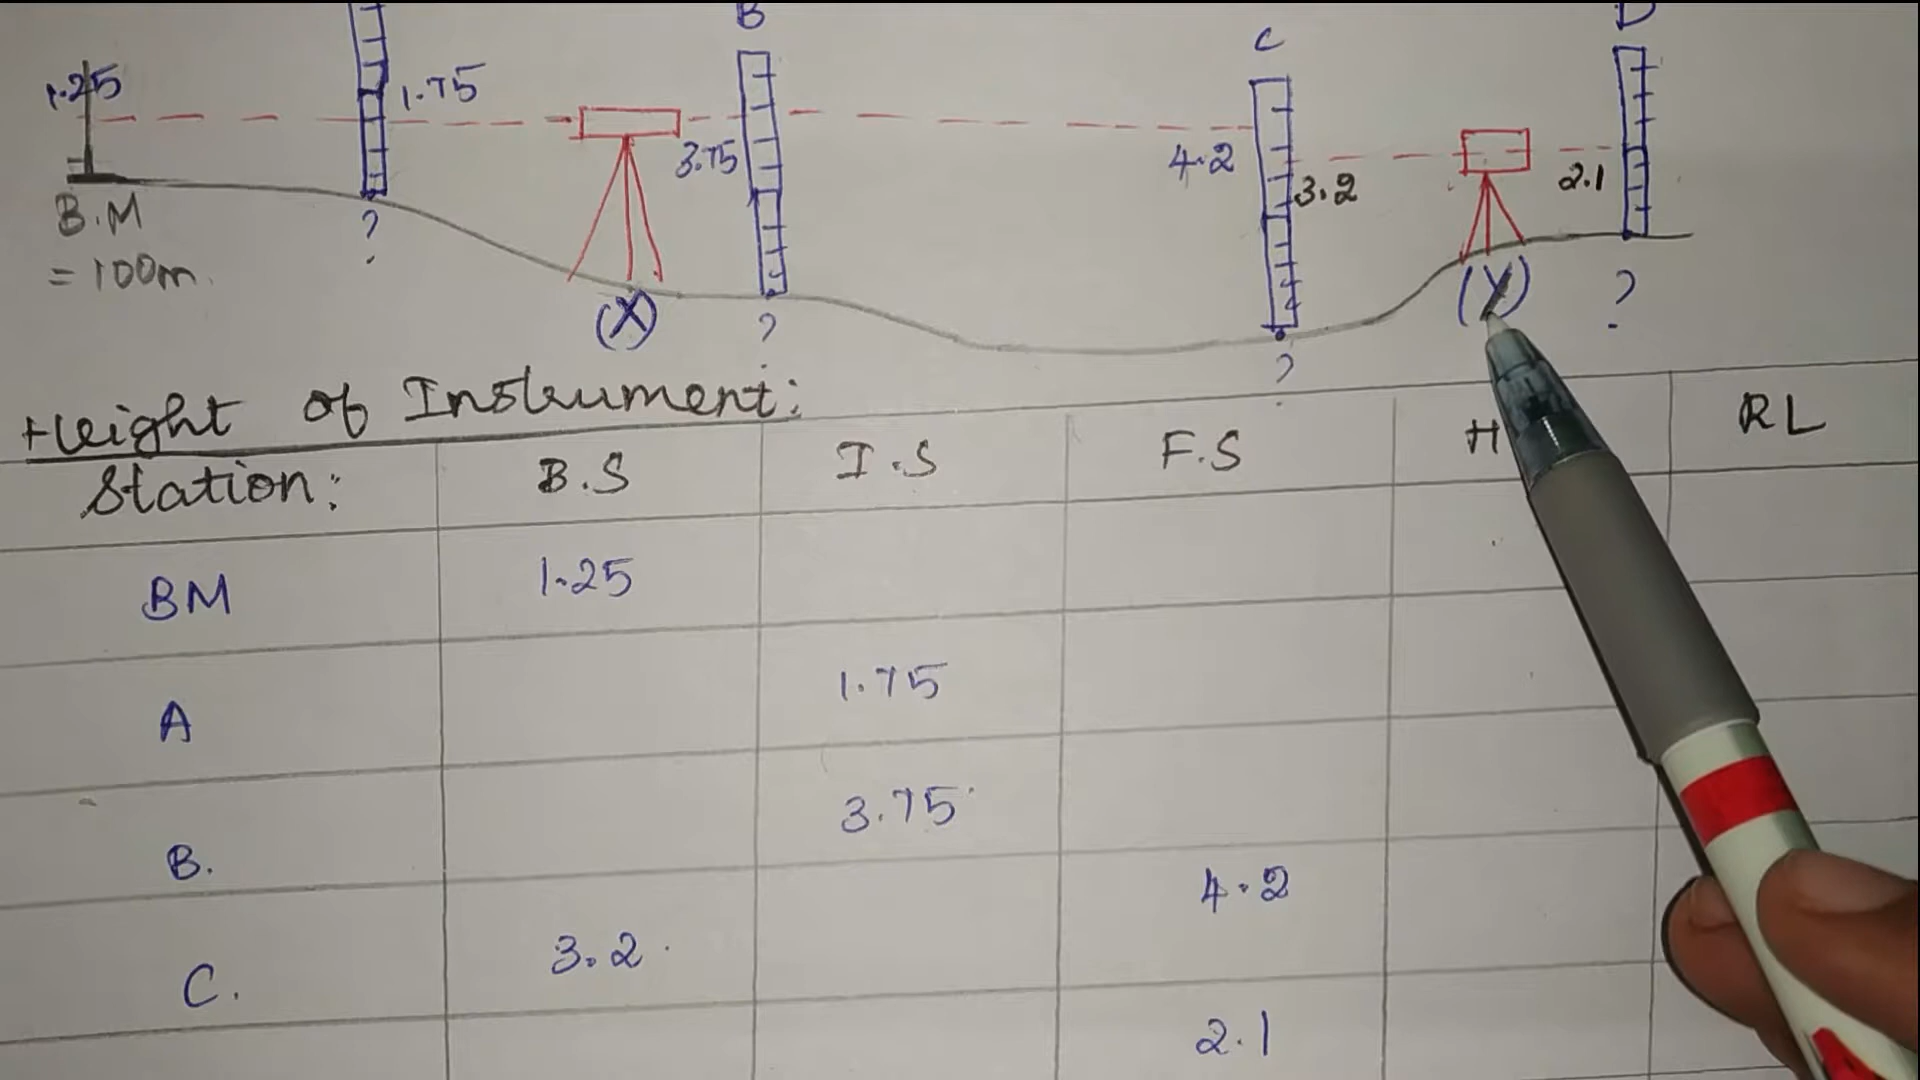 B
C
D
1.25
1.75
3.75
4.2
3.2
2.1
B.M
= 100m.
?
(X)
?
?
(Y)
?
Height of Instrument:
Station: B.S I.S F.S H RL
BM 1.25
A 1.75
B. 3.75
C. 3.2 4.2
2.1